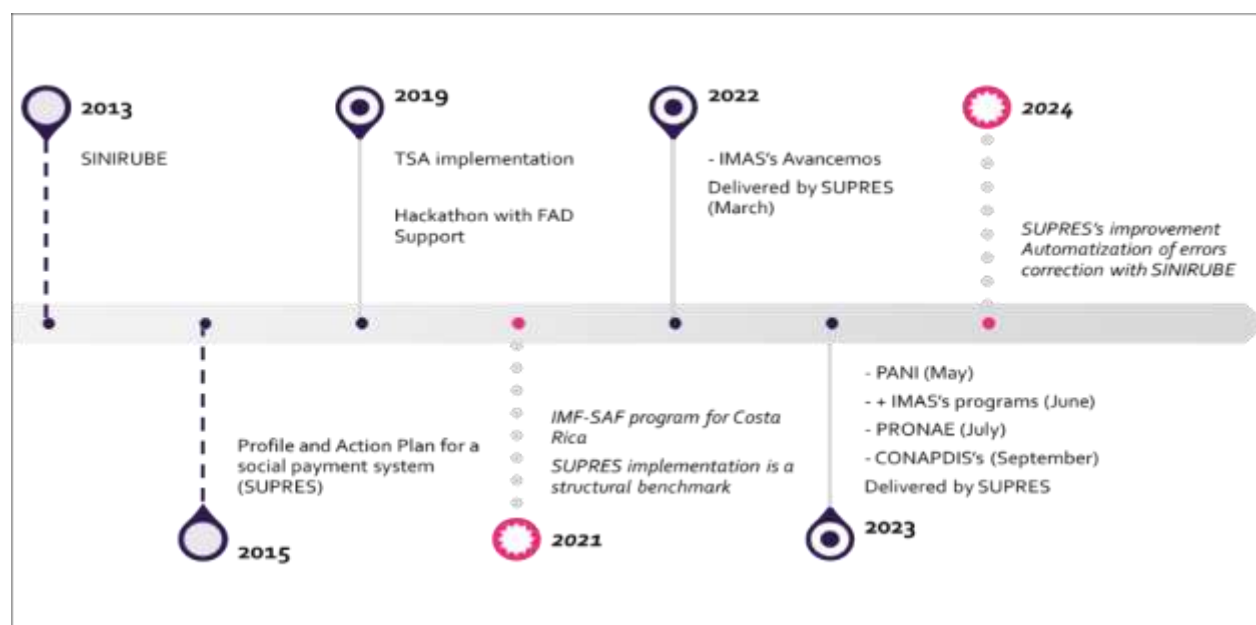 2013
SINIRUBE
2019
TSA implementation
Hackathon with FAD
Support
2022
- IMAS's Avancemos
Delivered by SUPRES
(March)
2024
SUPRES's improvement
Automatization of errors
correction with SINIRUBE
Profile and Action Plan for a
social payment system
(SUPRES)
2015
IMF-SAF program for Costa
Rica
SUPRES implementation is a
structural benchmark
2021
- PANI (May)
- + IMAS's programs (June)
- PRONAE (July)
- CONAPDIS's (September)
Delivered by SUPRES
2023